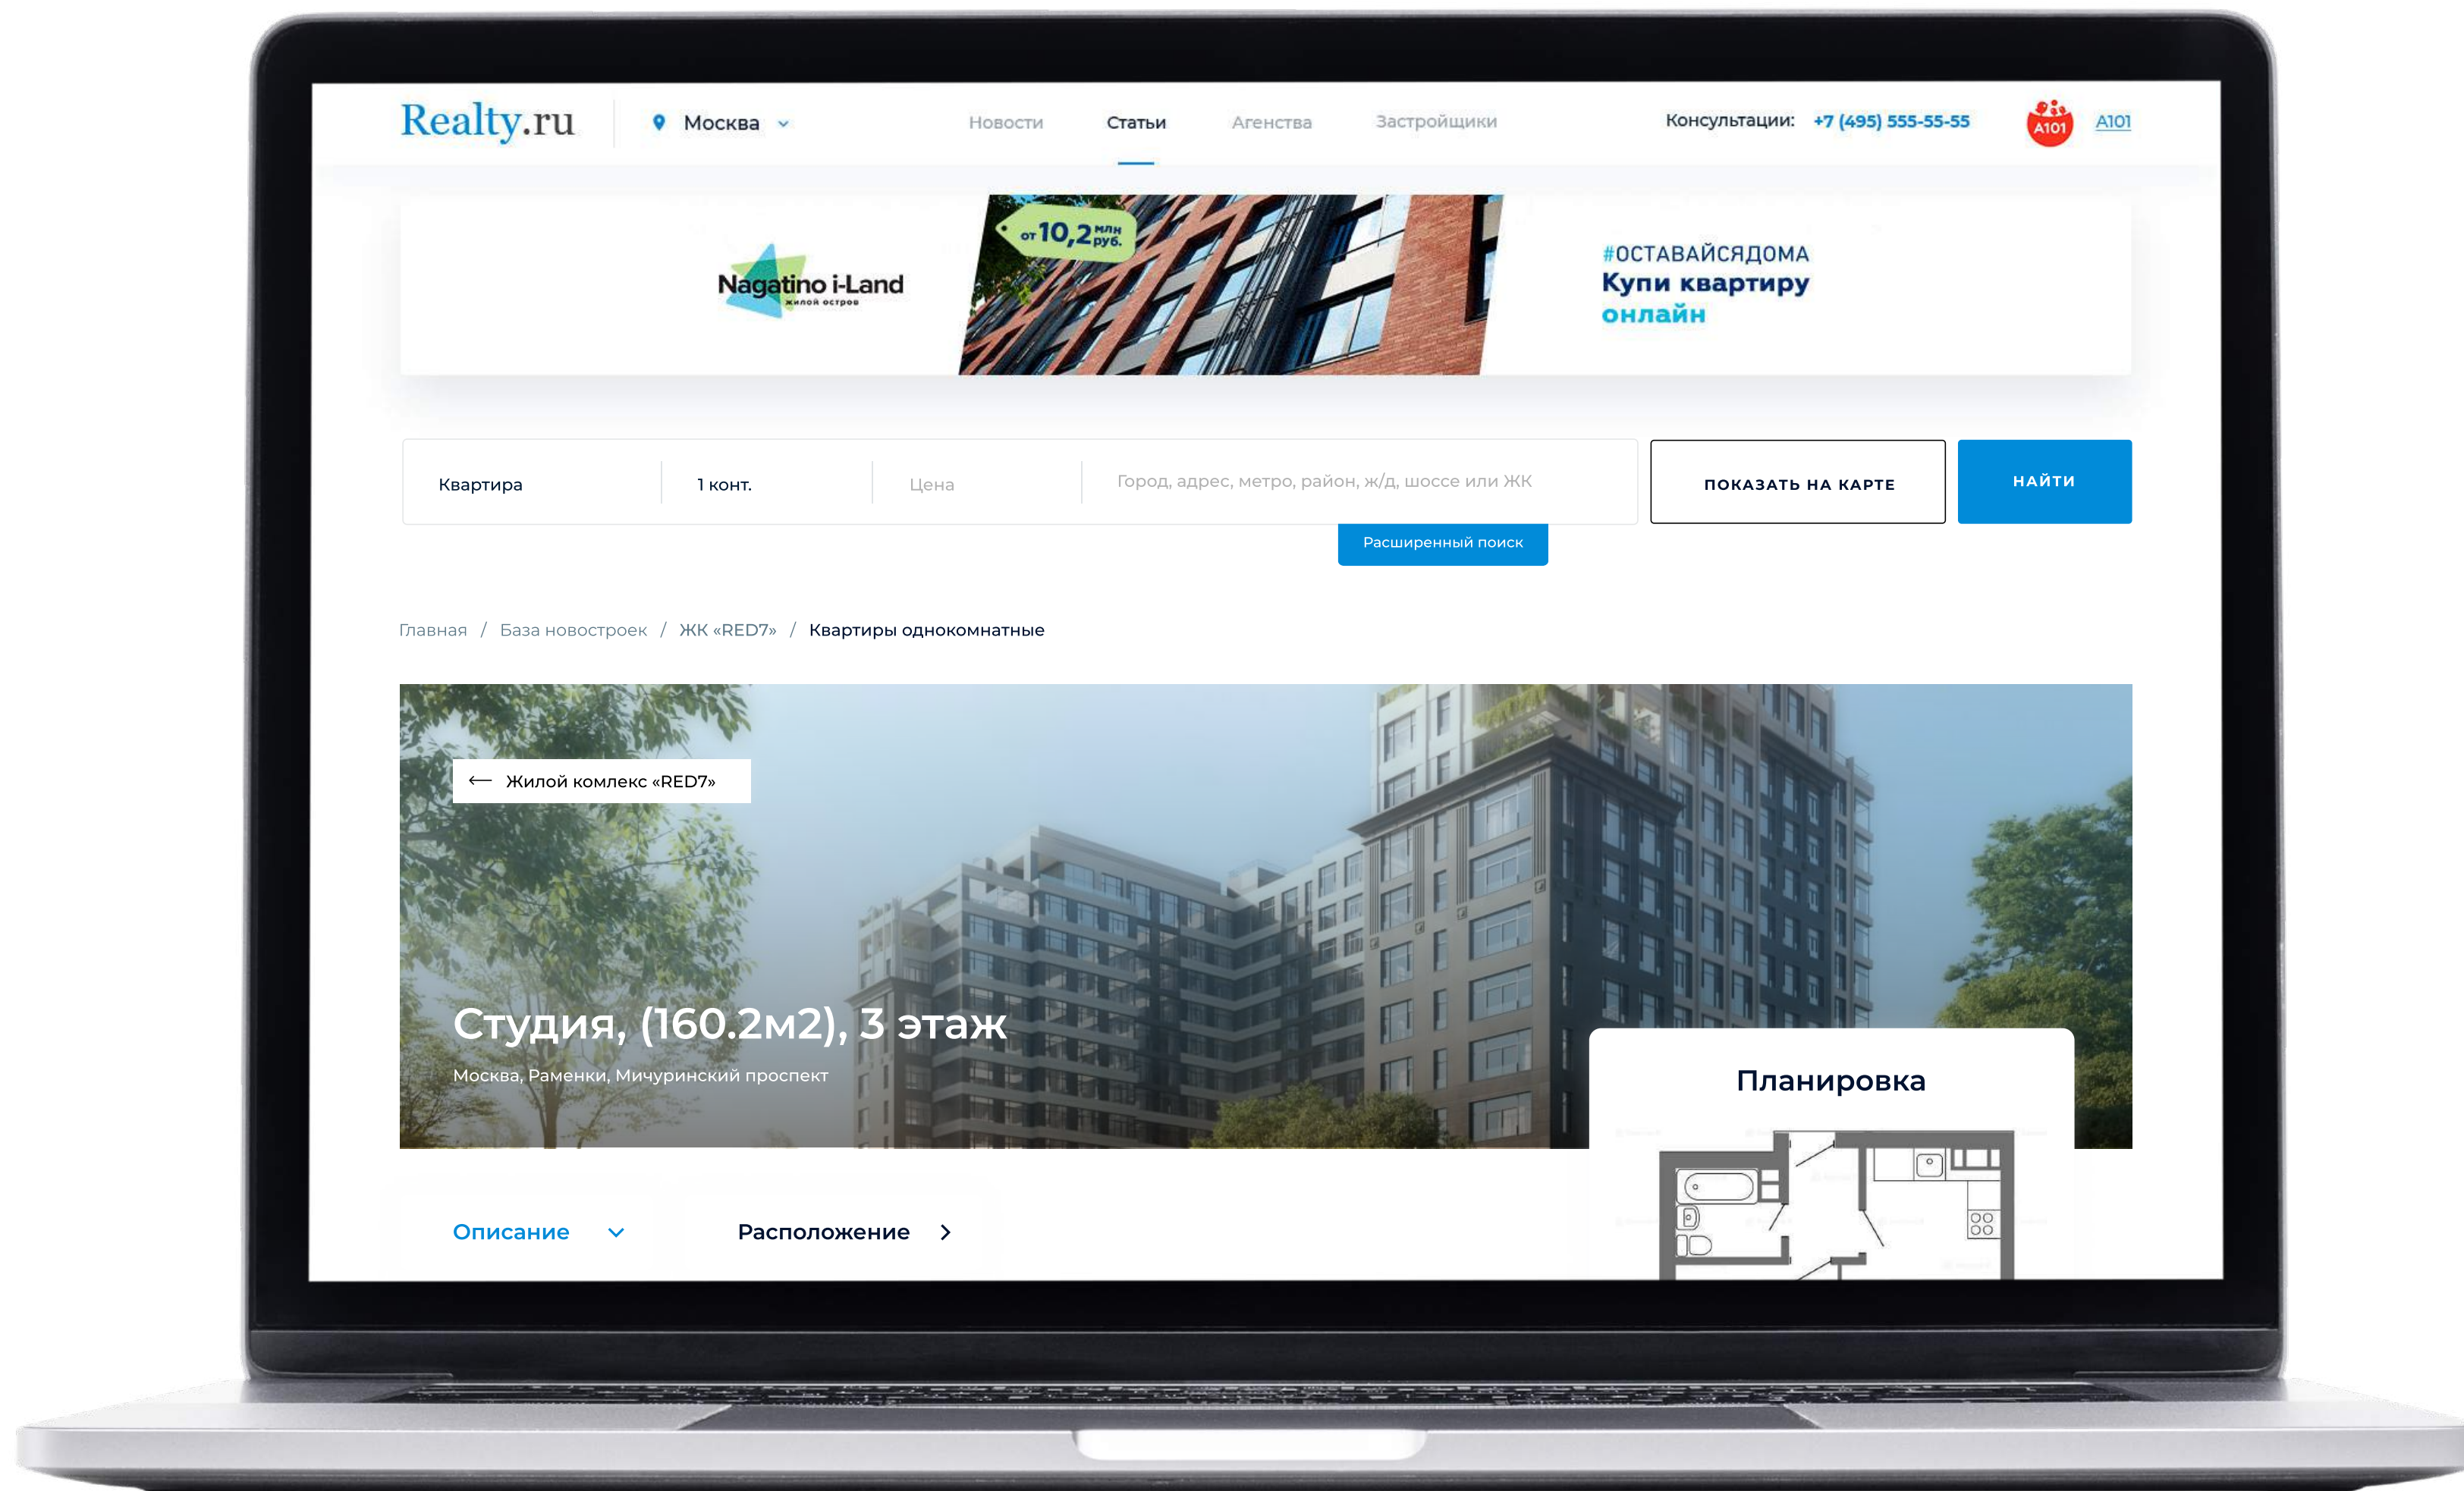 Realty.ru
Москва
Новости
Статьи
Агенства
Застройщики
Консультации: +7 (495) 555-55-55
А101
А101
Nagatino i-Land
жилой остров
от 10,2 млн руб.
#ОСТАВАЙСЯДОМА
Купи квартиру
онлайн
Квартира
1 конт.
Цена
Город, адрес, метро, район, ж/д, шоссе или ЖК
ПОКАЗАТЬ НА КАРТЕ
НАЙТИ
Расширенный поиск
Главная / База новостроек / ЖК «RED7» / Квартиры однокомнатные
← Жилой комлекс «RED7»
Студия, (160.2м2), 3 этаж
Москва, Раменки, Мичуринский проспект
Планировка
Описание
Расположение